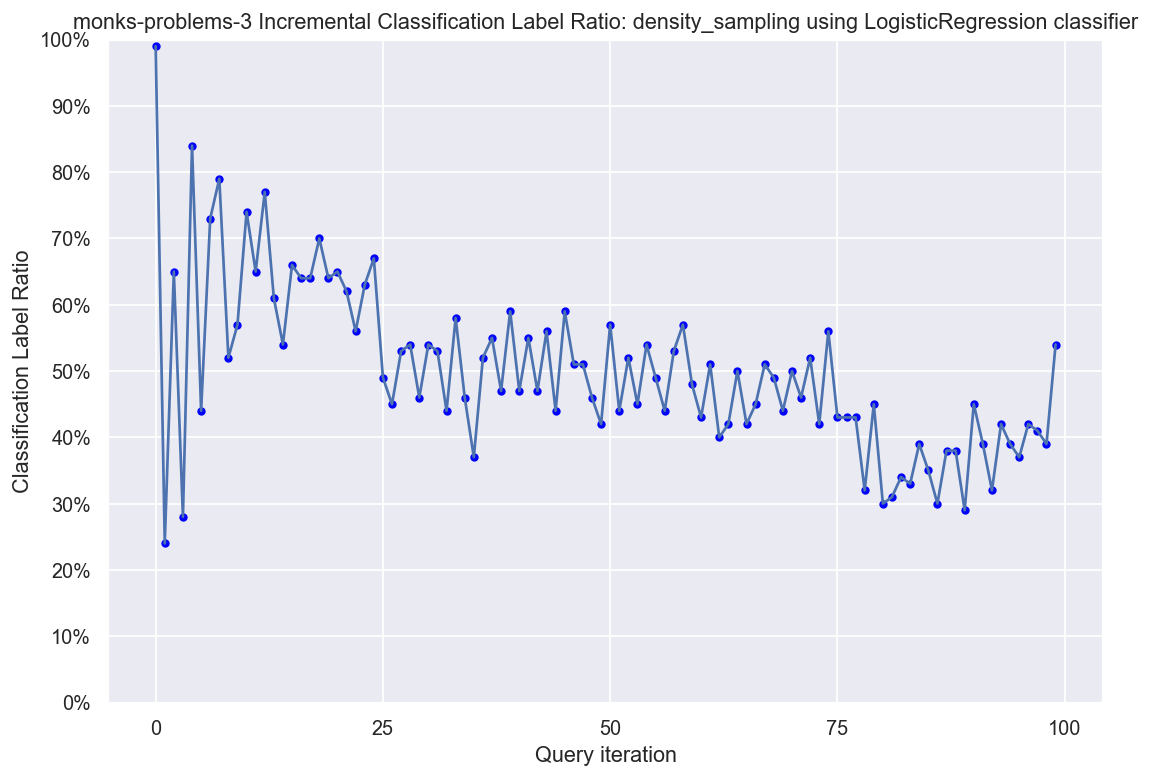 monks-problems-3 Incremental Classification Label Ratio: density_sampling using LogisticRegression classifier
100%
90%
80%
70%
60%
50%
40%
30%
20%
10%
0%
Classification Label Ratio
0 25 50 75 100
Query iteration